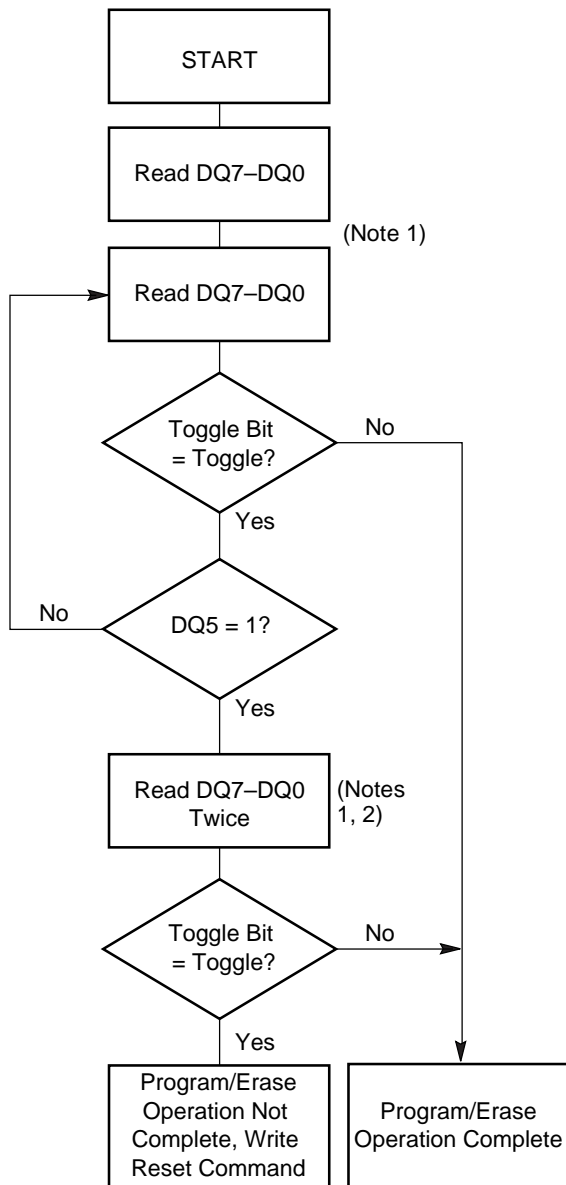 START
Read DQ7–DQ0
(Note 1)
Read DQ7–DQ0
Toggle Bit
= Toggle?
No
Yes
No
DQ5 = 1?
Yes
Read DQ7–DQ0
Twice
(Notes
1, 2)
Toggle Bit
= Toggle?
No
Yes
Program/Erase
Operation Not
Complete, Write
Reset Command
Program/Erase
Operation Complete